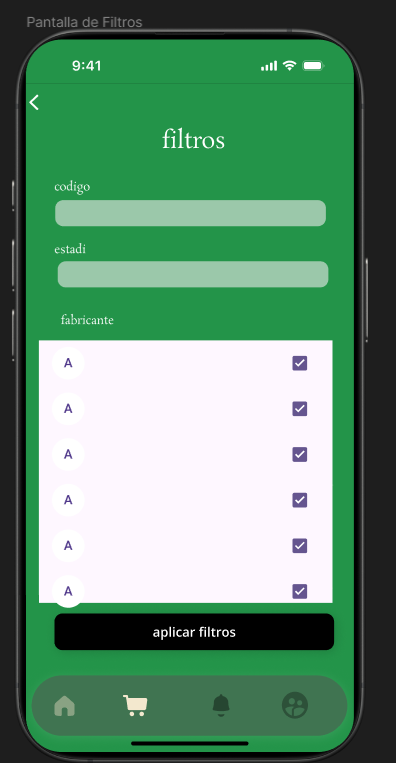 Pantalla de Filtros
9:41
filtros
codigo
estadi
fabricante
A
A
A
A
A
A
aplicar filtros